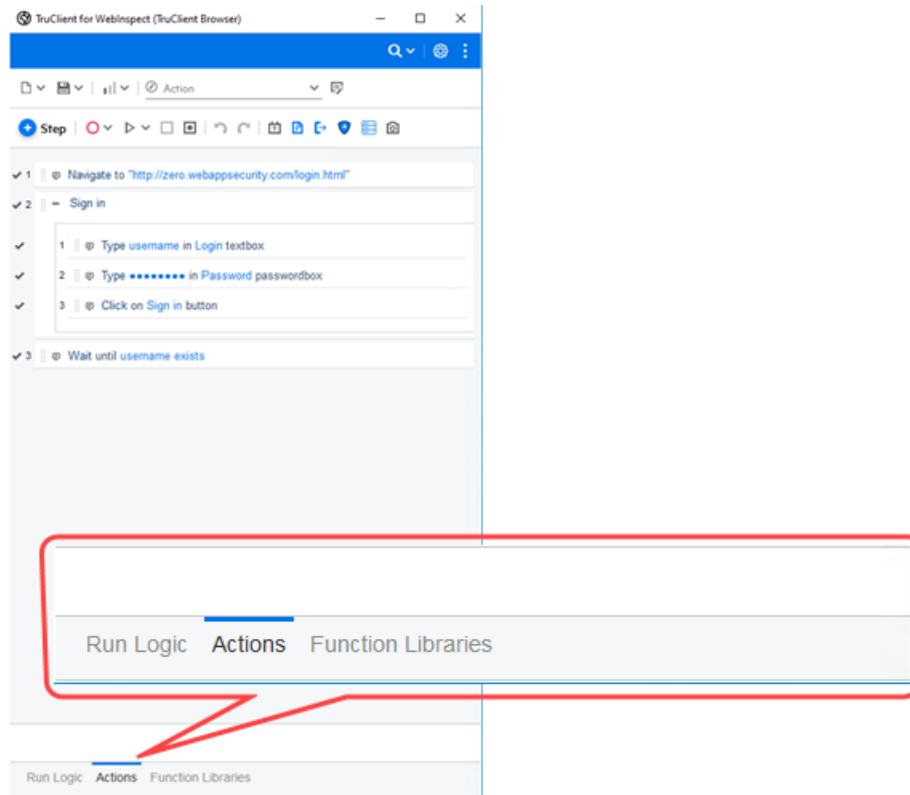 TruClient for WebInspect (TruClient Browser)
Action
Step
1 Navigate to "http://zero.webappsecurity.com/login.html"
2 Sign in
1 Type username in Login textbox
2 Type •••••••• in Password passwordbox
3 Click on Sign in button
3 Wait until username exists
Run Logic Actions Function Libraries
Run Logic Actions Function Libraries